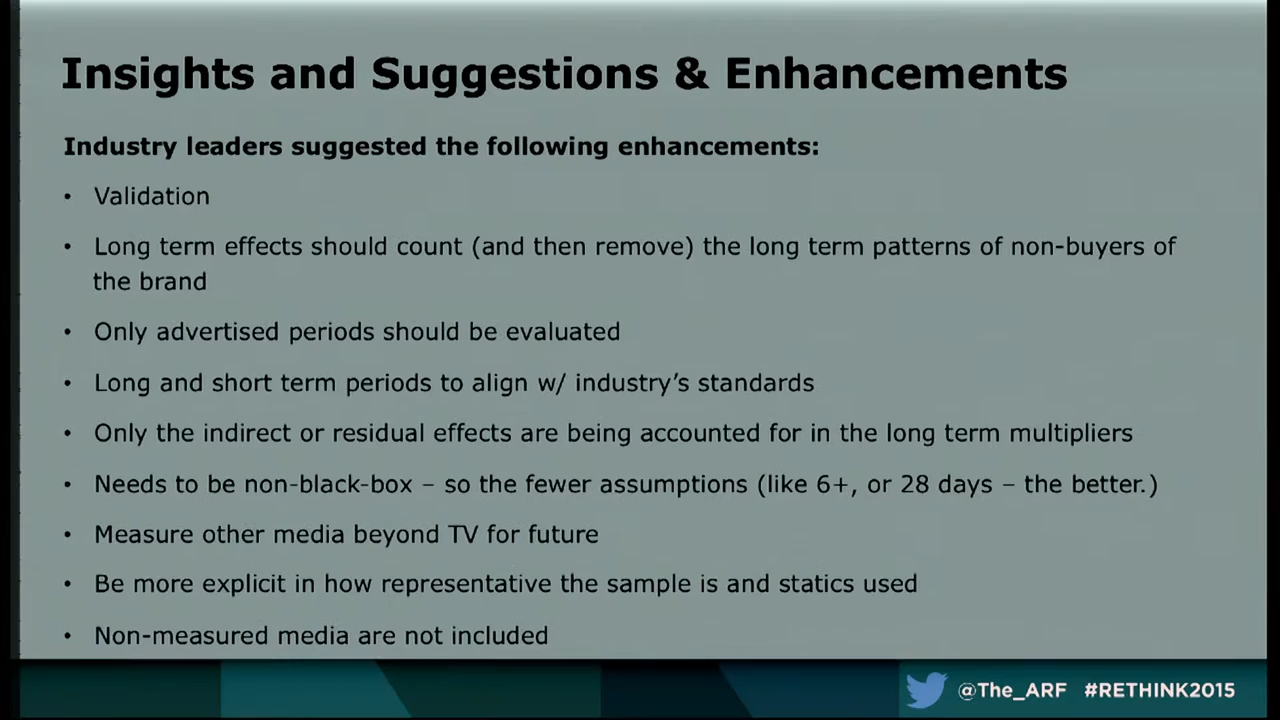 Insights and Suggestions & Enhancements
Industry leaders suggested the following enhancements:
• Validation
• Long term effects should count (and then remove) the long term patterns of non-buyers of
the brand
• Only advertised periods should be evaluated
• Long and short term periods to align w/ industry's standards
• Only the indirect or residual effects are being accounted for in the long term multipliers
• Needs to be non-black-box – so the fewer assumptions (like 6+, or 28 days – the better.)
• Measure other media beyond TV for future
• Be more explicit in how representative the sample is and statics used
• Non-measured media are not included
@The_ARF #RETHINK2015